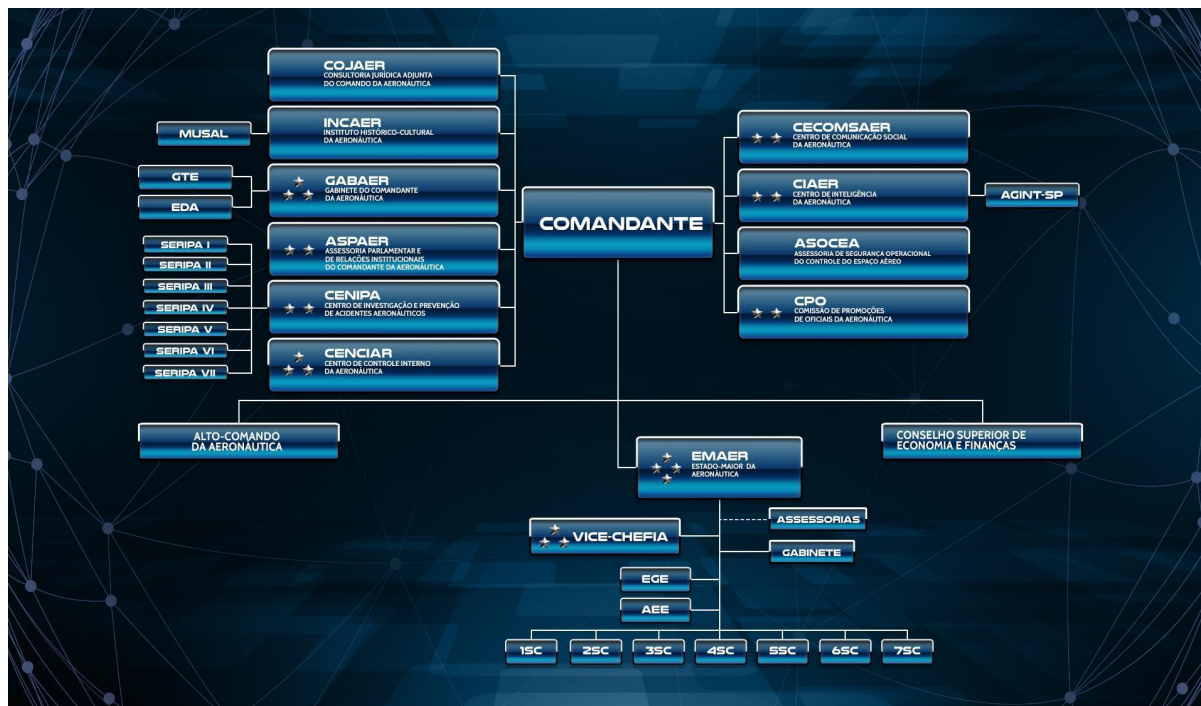 COJAER
CONSULTORIA JURÍDICA ADJUNTA
DO COMANDO DA AERONÁUTICA
MUSAL
INCAER
INSTITUTO HISTÓRICO-CULTURAL
DA AERONÁUTICA
GTE
EDA
GABAER
GABINETE DO COMANDANTE
DA AERONÁUTICA
ASPAER
ASSESSORIA PARLAMENTAR E
DE RELAÇÕES INSTITUCIONAIS
DO COMANDANTE DA AERONÁUTICA
SERIPA I
SERIPA II
SERIPA III
SERIPA IV
SERIPA V
SERIPA VI
SERIPA VII
CENIPA
CENTRO DE INVESTIGAÇÃO E PREVENÇÃO
DE ACIDENTES AERONÁUTICOS
CENCIAR
CENTRO DE CONTROLE INTERNO
DA AERONÁUTICA
COMANDANTE
CECOMSAER
CENTRO DE COMUNICAÇÃO SOCIAL
DA AERONÁUTICA
CIAER
CENTRO DE INTELIGÊNCIA
DA AERONÁUTICA
AGINT-SP
ASOCEA
ASSESSORIA DE SEGURANÇA OPERACIONAL
DO CONTROLE DO ESPAÇO AÉREO
CPO
COMISSÃO DE PROMOÇÕES
DE OFICIAIS DA AERONÁUTICA
ALTO-COMANDO
DA AERONÁUTICA
EMAER
ESTADO-MAIOR DA
AERONÁUTICA
CONSELHO SUPERIOR DE
ECONOMIA E FINANÇAS
VICE-CHEFIA
ASSESSORIAS
GABINETE
EGE
AEE
1SC
2SC
3SC
4SC
5SC
6SC
7SC